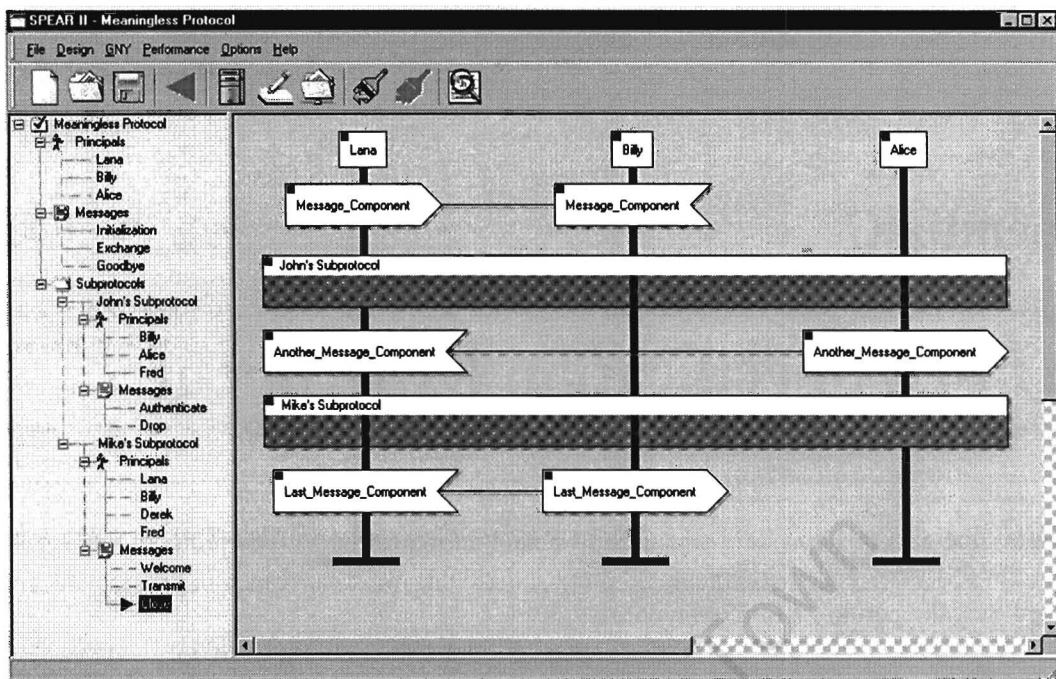 SPEAR II - Meaningless Protocol
File Design GNY Performance Options Help
Meaningless Protocol
Principals
Lana
Billy
Alice
Messages
Initialization
Exchange
Goodbye
Subprotocols
John's Subprotocol
Principals
Billy
Alice
Fred
Messages
Authenticate
Drop
Mike's Subprotocol
Principals
Lana
Billy
Derek
Fred
Messages
Welcome
Transmit
Close
Lana Billy Alice
Message_Component Message_Component
John's Subprotocol
Another_Message_Component Another_Message_Component
Mike's Subprotocol
Last_Message_Component Last_Message_Component
Town